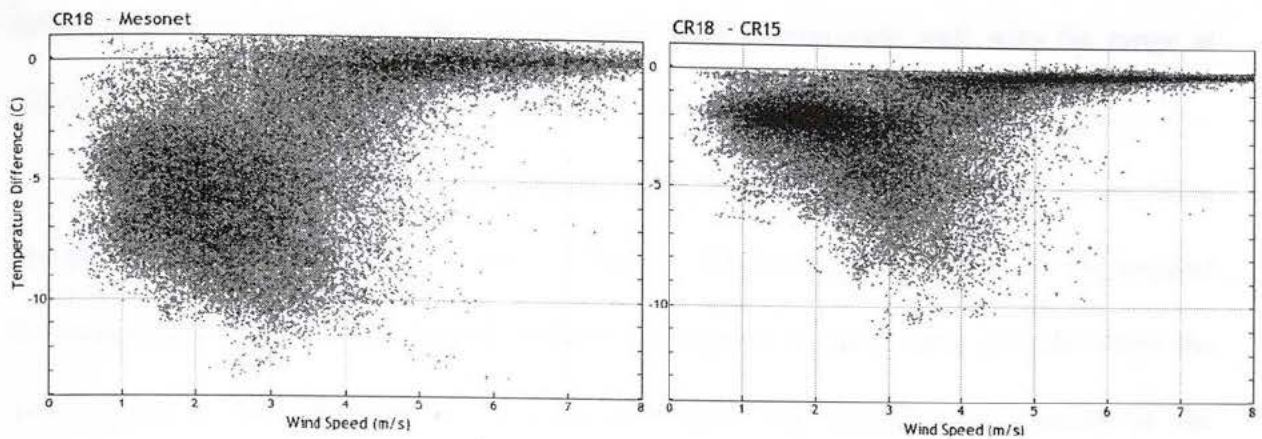 CR18 - Mesonet
Temperature Difference (C)
0
-5
-10
0 1 2 3 4 5 6 7 8
Wind Speed (m/s)
CR18 - CR15
0
-5
-10
0 1 2 3 4 5 6 7 8
Wind Speed (m/s)